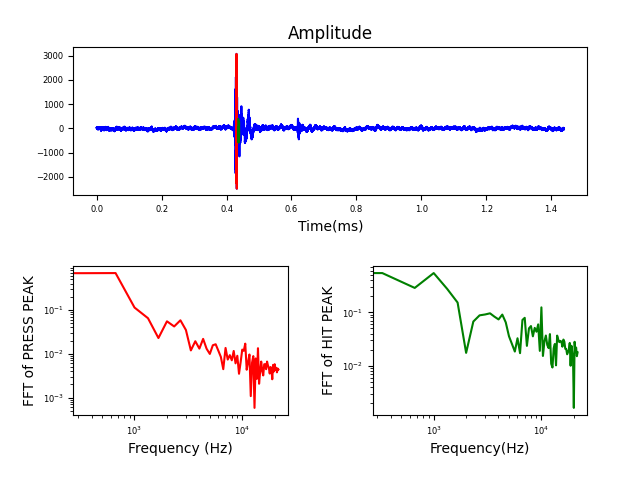 Amplitude
3000
2000
1000
0
−1000
−2000
0.0 0.2 0.4 0.6 0.8 1.0 1.2 1.4
Time(ms)
FFT of PRESS PEAK
10⁻¹
10⁻²
10⁻³
10³ 10⁴
Frequency (Hz)
FFT of HIT PEAK
10⁻¹
10⁻²
10³ 10⁴
Frequency(Hz)